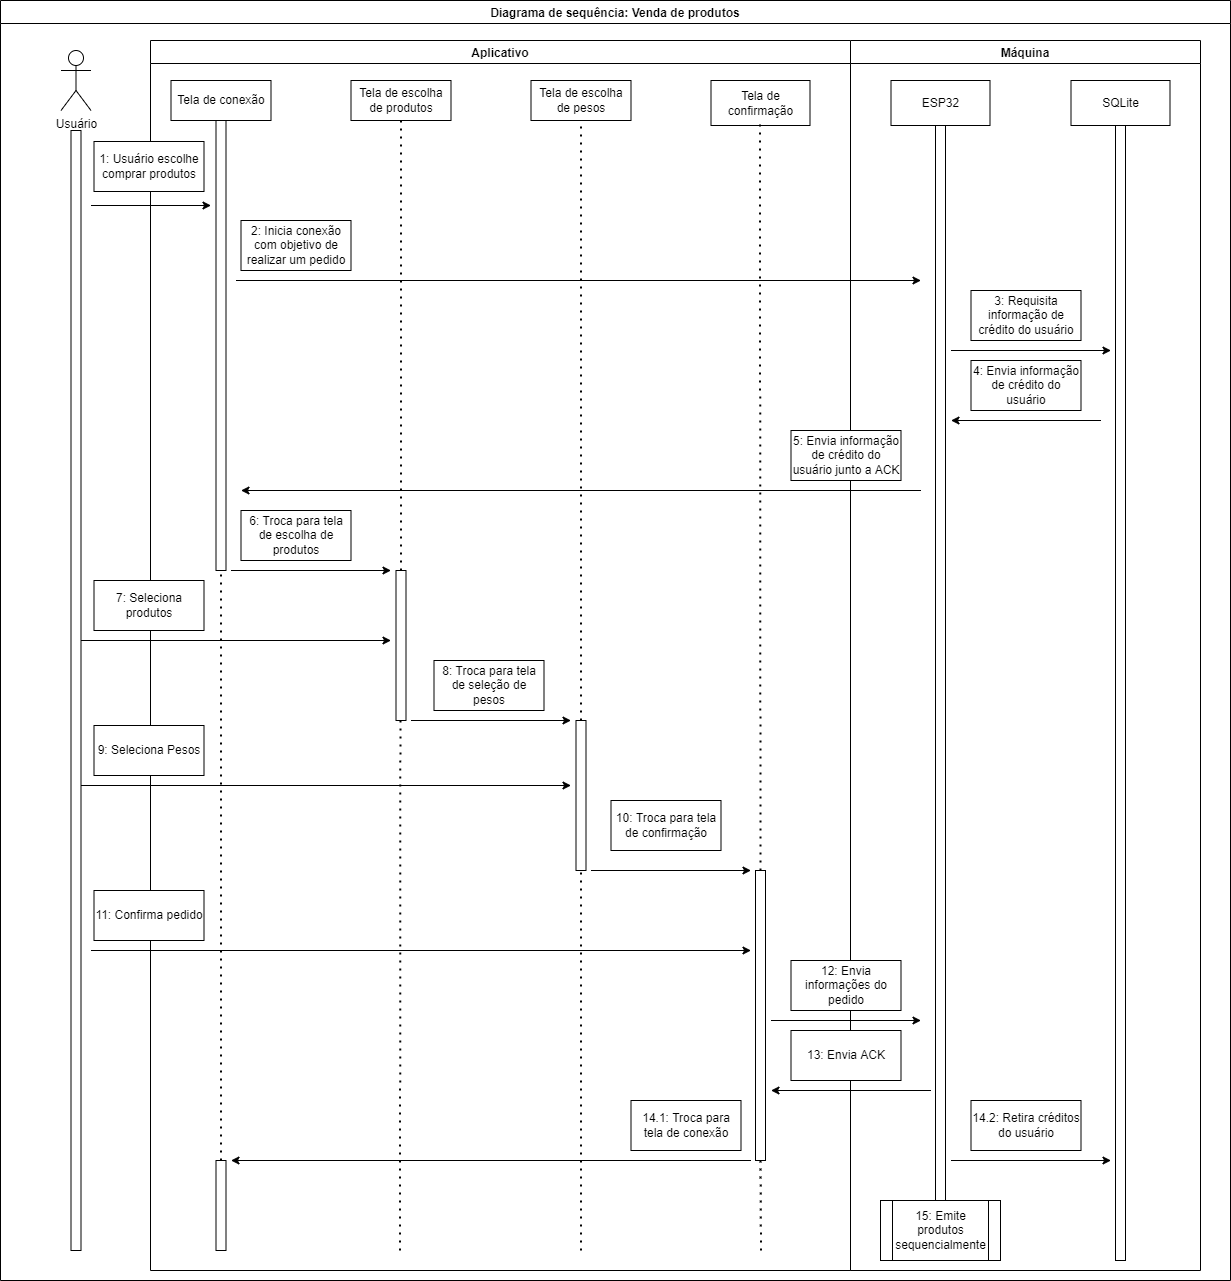 Diagrama de sequência: Venda de produtos
Aplicativo
Máquina
Usuário
Tela de conexão
Tela de escolha
de produtos
Tela de escolha
de pesos
Tela de
confirmação
ESP32
SQLite
1: Usuário escolhe
comprar produtos
2: Inicia conexão
com objetivo de
realizar um pedido
3: Requisita
informação de
crédito do usuário
4: Envia informação
de crédito do
usuário
5: Envia informação
de crédito do
usuário junto a ACK
6: Troca para tela
de escolha de
produtos
7: Seleciona
produtos
8: Troca para tela
de seleção de
pesos
9: Seleciona Pesos
10: Troca para tela
de confirmação
11: Confirma pedido
12: Envia
informações do
pedido
13: Envia ACK
14.1: Troca para
tela de conexão
14.2: Retira créditos
do usuário
15: Emite
produtos
sequencialmente